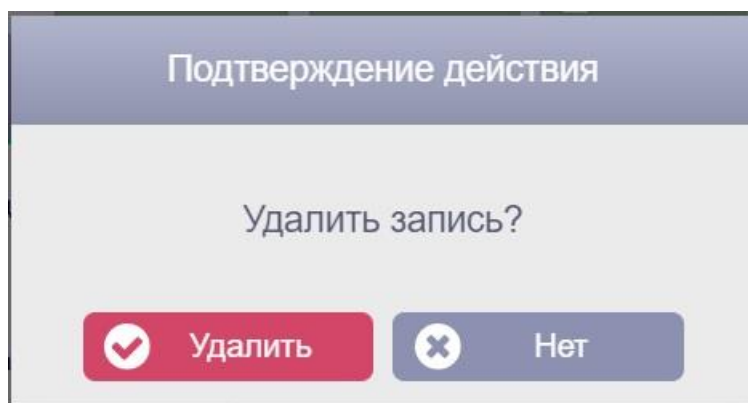 Подтверждение действия
Удалить запись?
Удалить
Нет